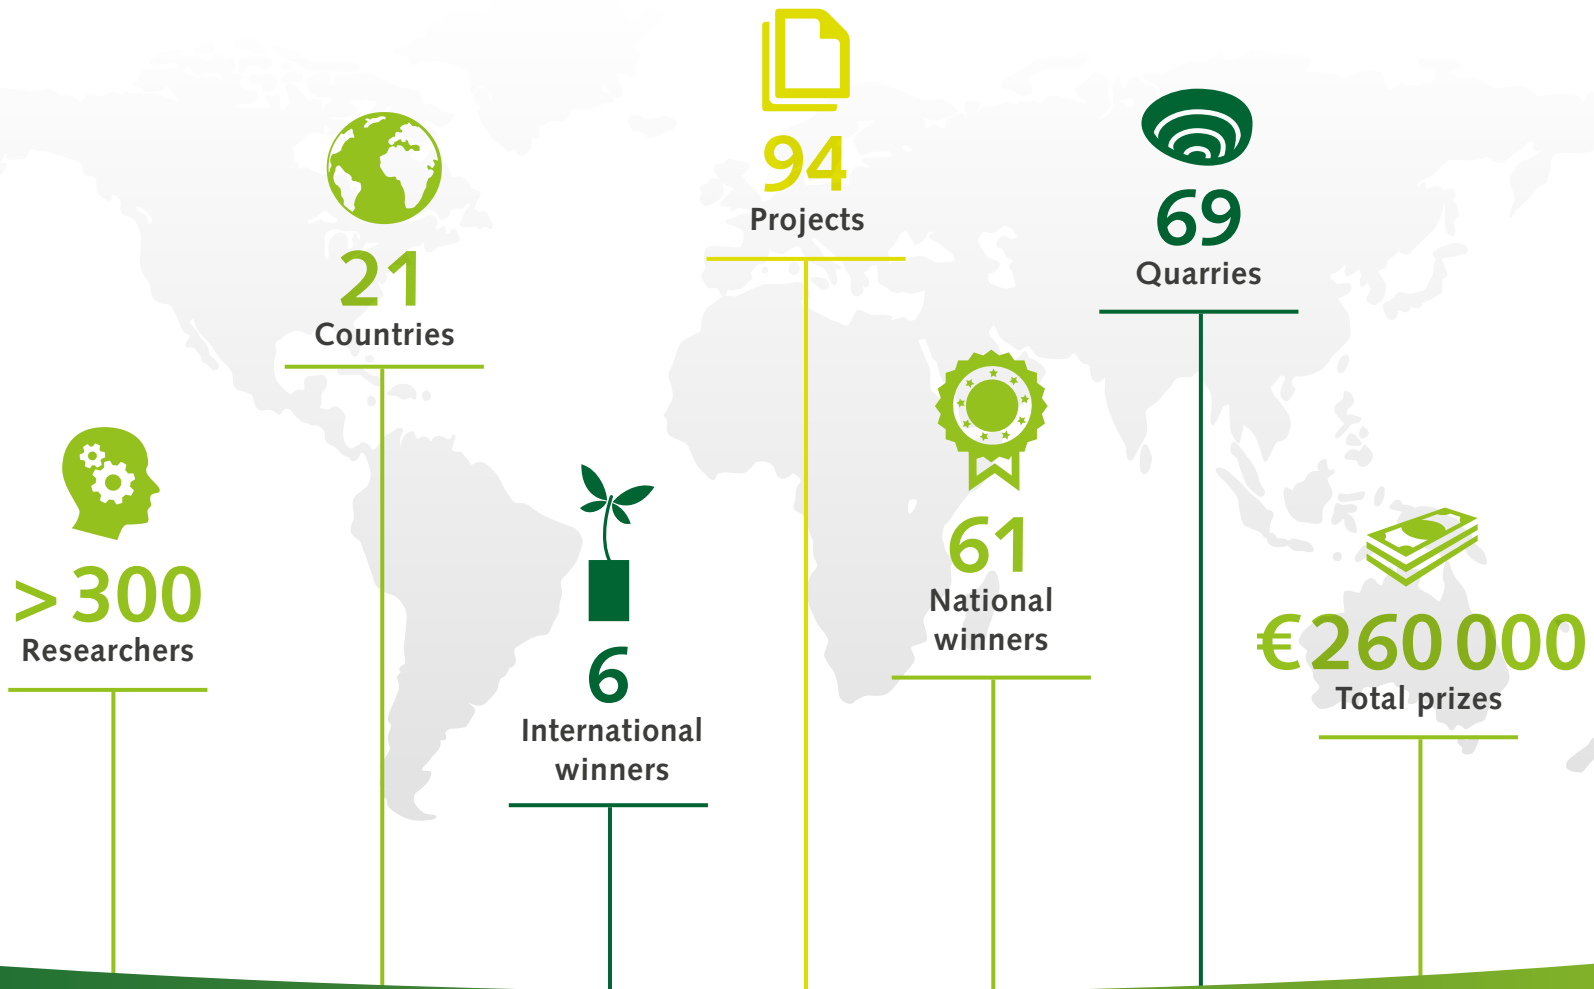 94
Projects
69
Quarries
21
Countries
61
National
winners
> 300
Researchers
6
International
winners
€ 260 000
Total prizes